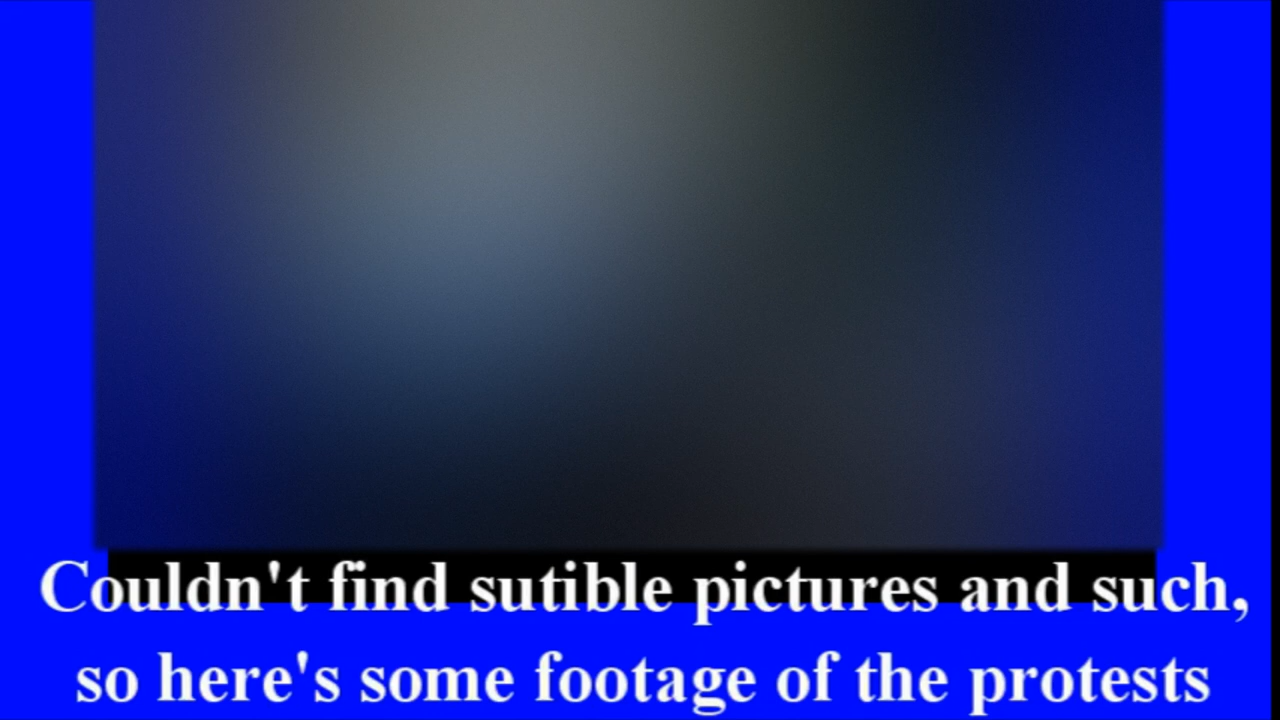 Couldn't find sutible pictures and such,
so here's some footage of the protests